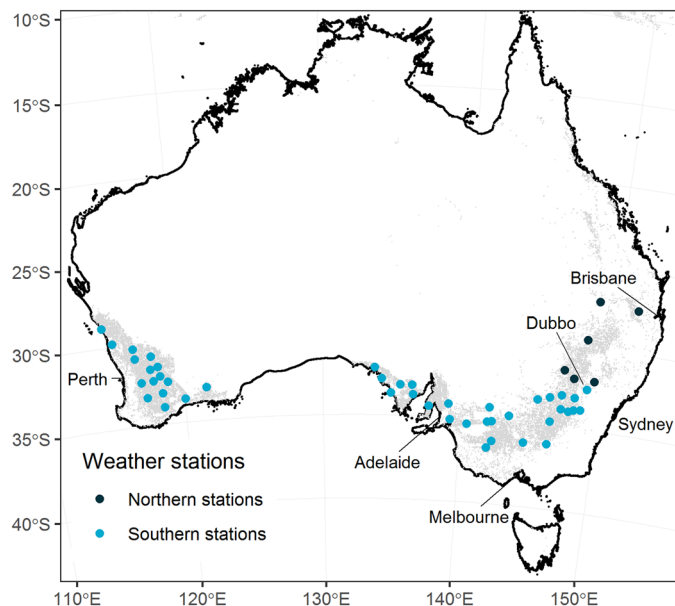 10°S
15°S
20°S
25°S
Brisbane
Dubbo
30°S
Perth
Sydney
35°S
Weather stations
Adelaide
Northern stations
Melbourne
40°S
Southern stations
110°E
120°E
130°E
140°E
150°E